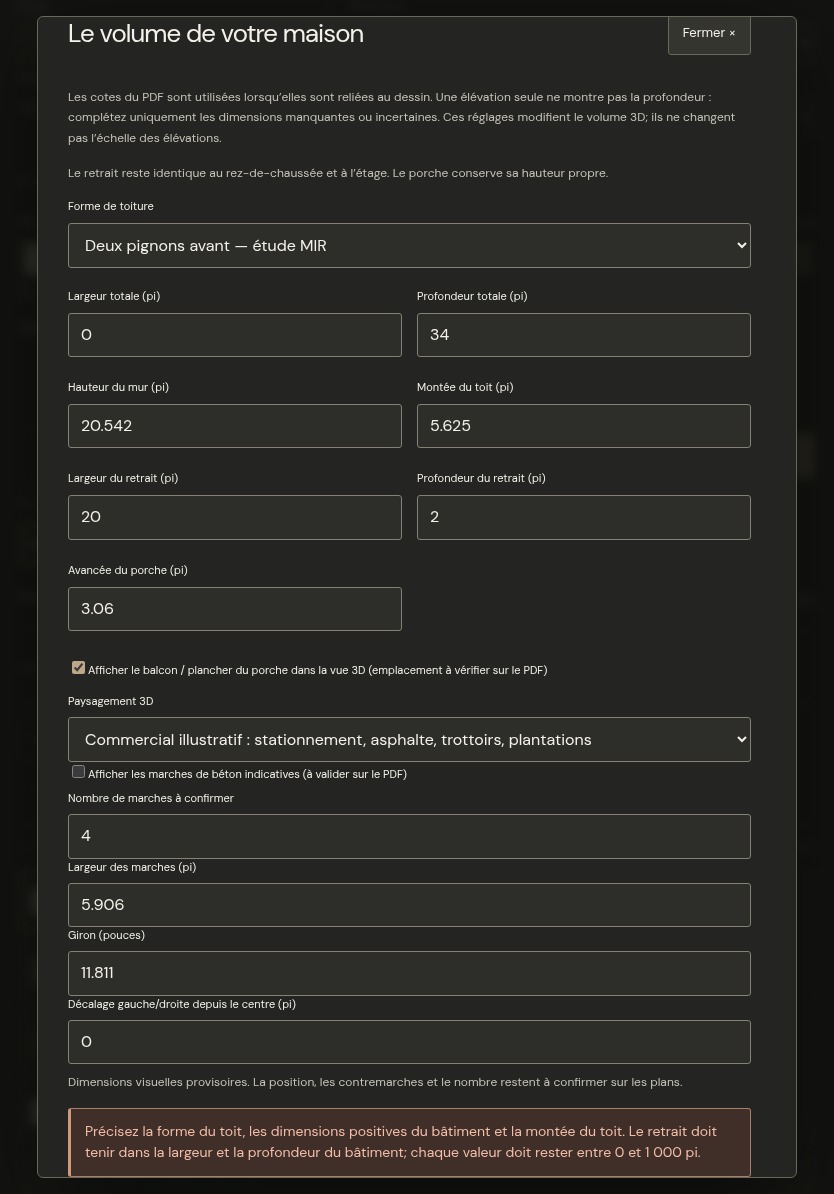 Le volume de votre maison
Fermer ×
Les cotes du PDF sont utilisées lorsqu’elles sont reliées au dessin. Une élévation seule ne montre pas la profondeur :
complétez uniquement les dimensions manquantes ou incertaines. Ces réglages modifient le volume 3D; ils ne changent
pas l’échelle des élévations.
Le retrait reste identique au rez-de-chaussée et à l’étage. Le porche conserve sa hauteur propre.
Forme de toiture
Deux pignons avant — étude MIR
Largeur totale (pi)
Profondeur totale (pi)
0
34
Hauteur du mur (pi)
Montée du toit (pi)
20.542
5.625
Largeur du retrait (pi)
Profondeur du retrait (pi)
20
2
Avancée du porche (pi)
3.06
Afficher le balcon / plancher du porche dans la vue 3D (emplacement à vérifier sur le PDF)
Paysagement 3D
Commercial illustratif : stationnement, asphalte, trottoirs, plantations
Afficher les marches de béton indicatives (à valider sur le PDF)
Nombre de marches à confirmer
4
Largeur des marches (pi)
5.906
Giron (pouces)
11.811
Décalage gauche/droite depuis le centre (pi)
0
Dimensions visuelles provisoires. La position, les contremarches et le nombre restent à confirmer sur les plans.
Précisez la forme du toit, les dimensions positives du bâtiment et la montée du toit. Le retrait doit
tenir dans la largeur et la profondeur du bâtiment; chaque valeur doit rester entre 0 et 1 000 pi.